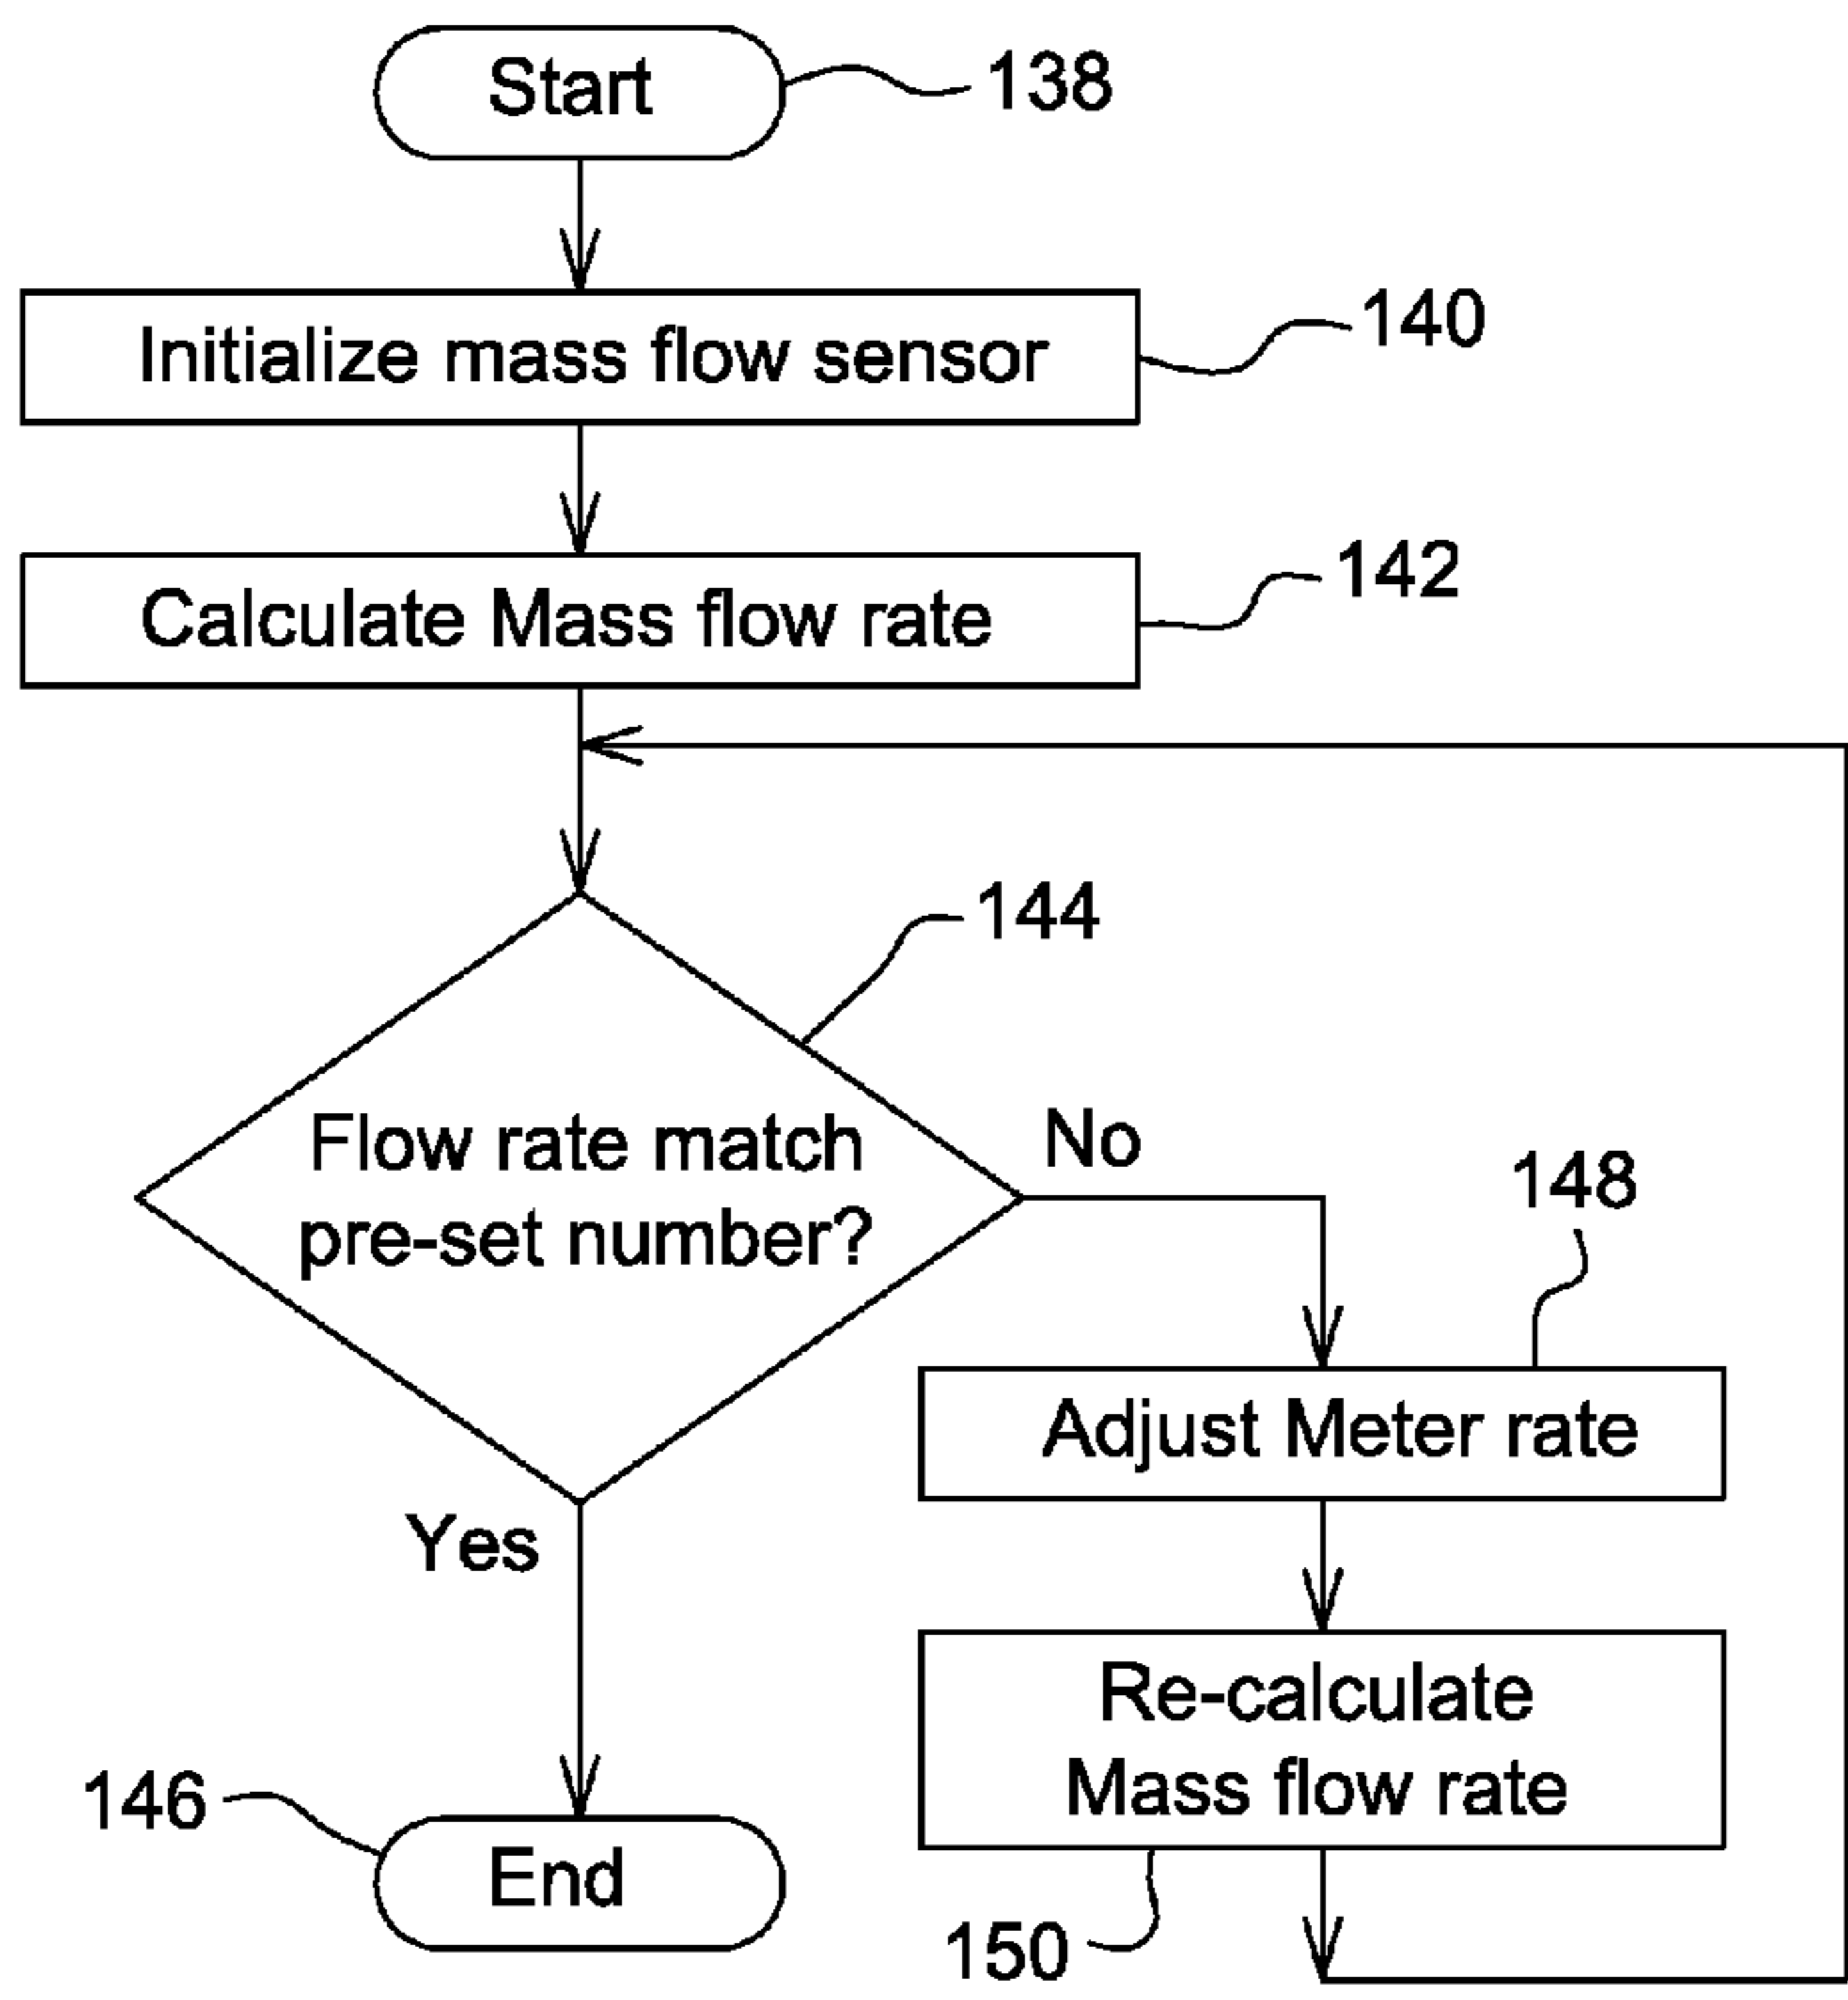 Start
138
Initialize mass flow sensor
140
Calculate Mass flow rate
142
144
Flow rate match
pre-set number?
No
148
Adjust Meter rate
Yes
Re-calculate
Mass flow rate
146
End
150